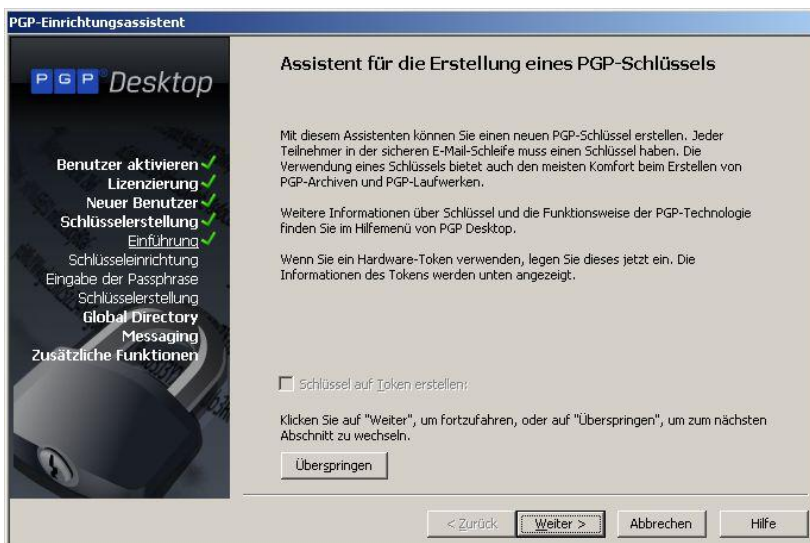 PGP-Einrichtungsassistent
PGP® Desktop
Benutzer aktivieren
Lizenzierung
Neuer Benutzer
Schlüsselerstellung
Einführung
Schlüsseleinrichtung
Eingabe der Passphrase
Schlüsselerstellung
Global Directory
Messaging
Zusätzliche Funktionen
Assistent für die Erstellung eines PGP-Schlüssels
Mit diesem Assistenten können Sie einen neuen PGP-Schlüssel erstellen. Jeder
Teilnehmer in der sicheren E-Mail-Schleife muss einen Schlüssel haben. Die
Verwendung eines Schlüssels bietet auch den meisten Komfort beim Erstellen von
PGP-Archiven und PGP-Laufwerken.
Weitere Informationen über Schlüssel und die Funktionsweise der PGP-Technologie
finden Sie im Hilfemenü von PGP Desktop.
Wenn Sie ein Hardware-Token verwenden, legen Sie dieses jetzt ein. Die
Informationen des Tokens werden unten angezeigt.
Schlüssel auf Token erstellen:
Klicken Sie auf "Weiter", um fortzufahren, oder auf "Überspringen", um zum nächsten
Abschnitt zu wechseln.
Überspringen
< Zurück Weiter > Abbrechen Hilfe